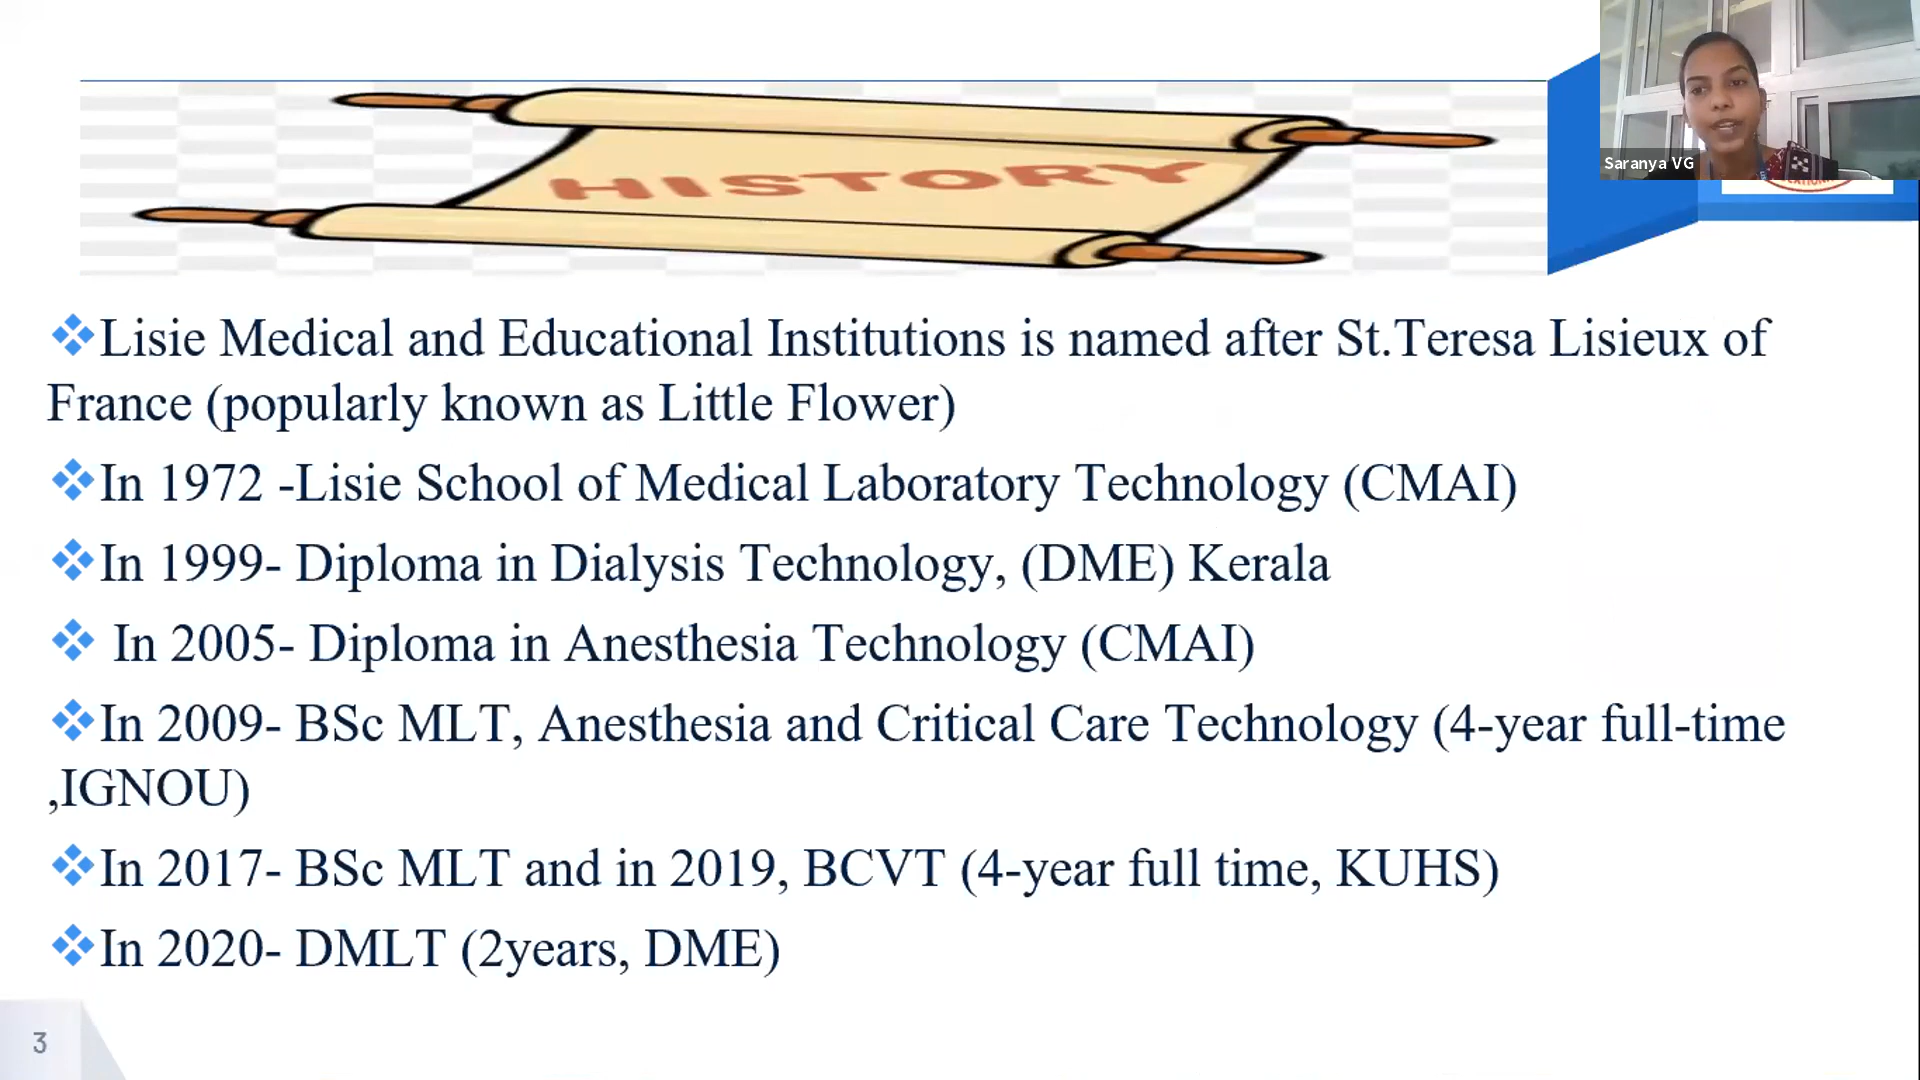 Saranya VG
HISTORY
Lisie Medical and Educational Institutions is named after St.Teresa Lisieux of
France (popularly known as Little Flower)
In 1972 -Lisie School of Medical Laboratory Technology (CMAI)
In 1999- Diploma in Dialysis Technology, (DME) Kerala
In 2005- Diploma in Anesthesia Technology (CMAI)
In 2009- BSc MLT, Anesthesia and Critical Care Technology (4-year full-time
,IGNOU)
In 2017- BSc MLT and in 2019, BCVT (4-year full time, KUHS)
In 2020- DMLT (2years, DME)
3